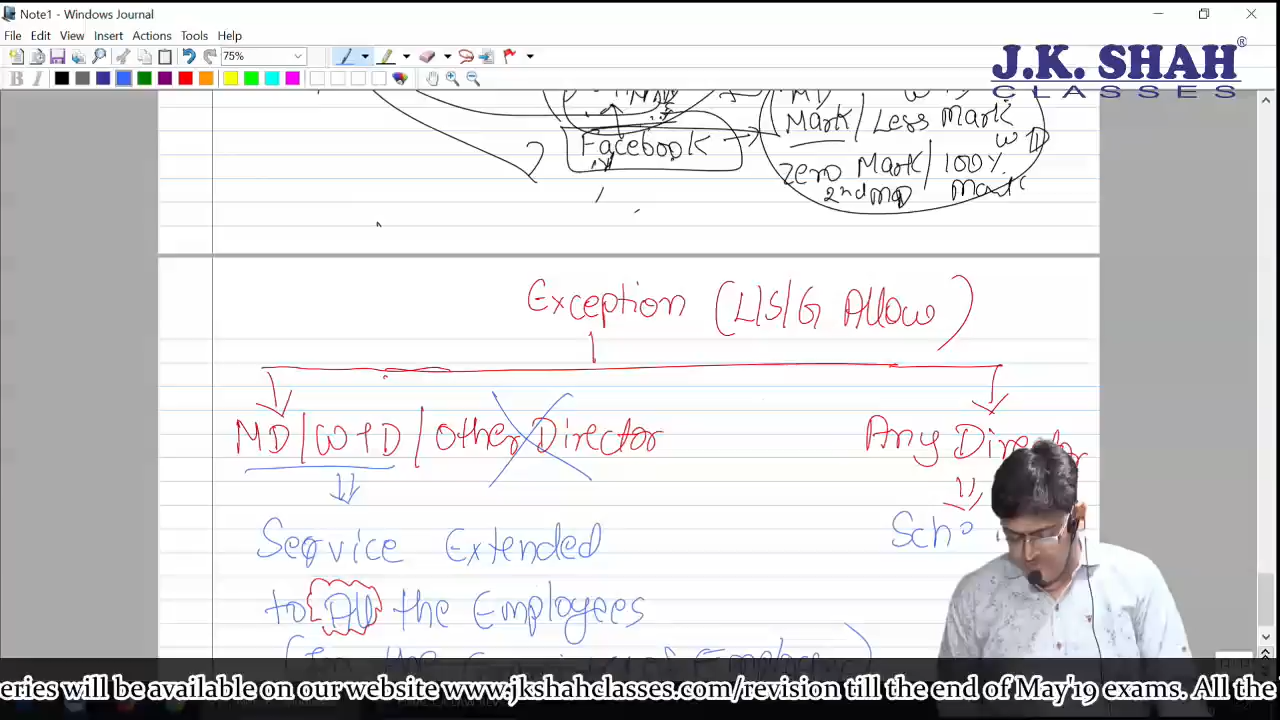 Note1 - Windows Journal
File Edit View Insert Actions Tools Help
75%
B I
J.K. SHAH®
CLASSES
MD
Mark / Less Mark
WTD
Facebook
Zero Mark / 100%
2nd MD Mark
Exception (L/S/G Allow)
MD / WTD / Other Director
Any Director
Service Extended
Sch
to All the Employees
eries will be available on our website www.jkshahclasses.com/revision till the end of May'19 exams. All the